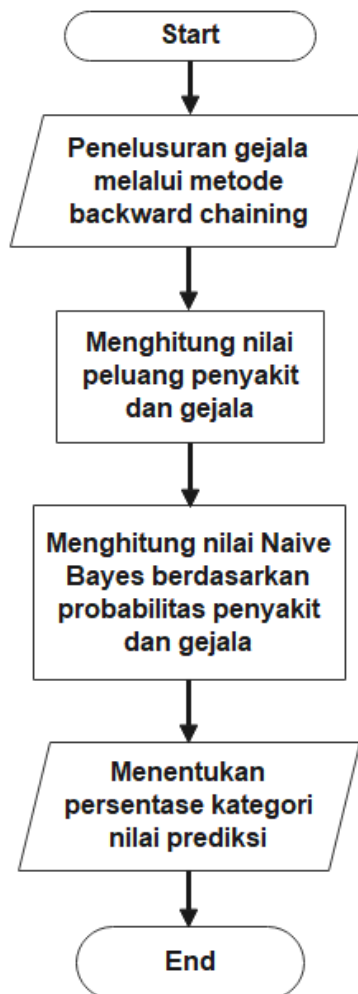 Start
Penelusuran gejala
melalui metode
backward chaining
Menghitung nilai
peluang penyakit
dan gejala
Menghitung nilai Naive
Bayes berdasarkan
probabilitas penyakit
dan gejala
Menentukan
persentase kategori
nilai prediksi
End